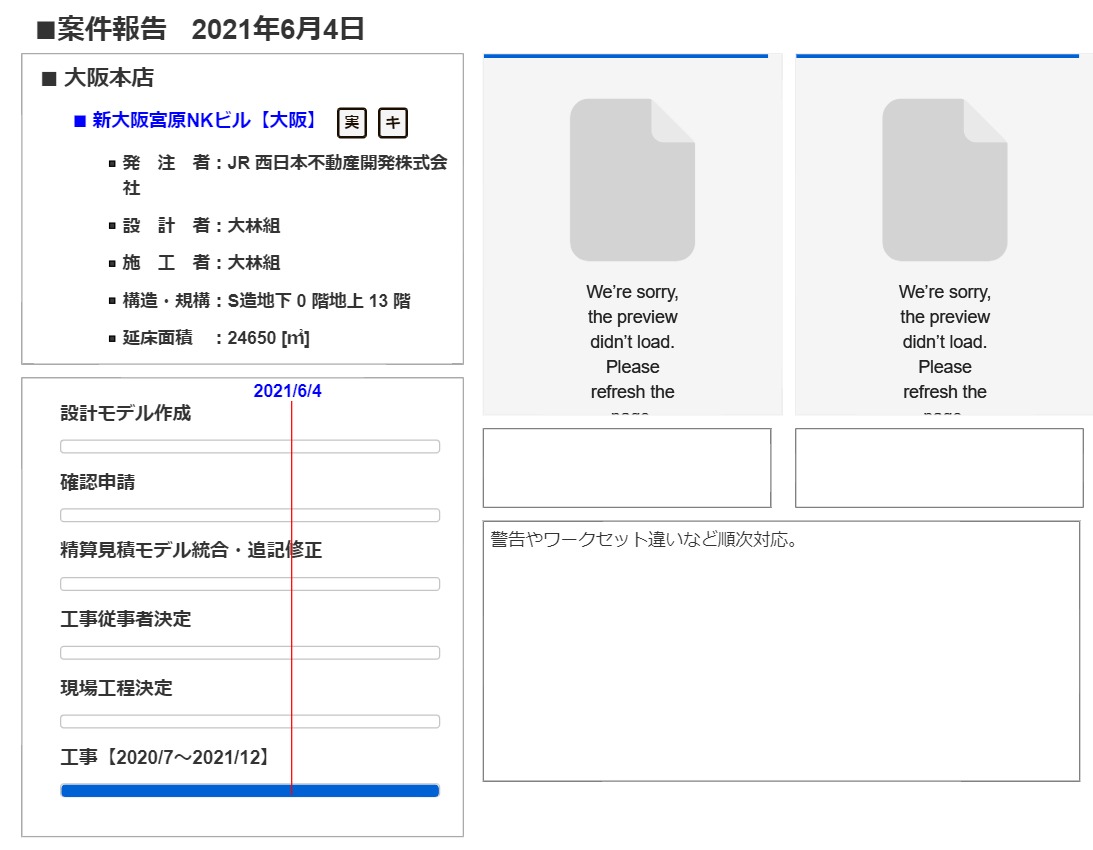 ■案件報告 2021年6月4日
■ 大阪本店
■ 新大阪宮原NKビル【大阪】 実 キ
▪ 発 注 者：JR 西日本不動産開発株式会
社
▪ 設 計 者：大林組
▪ 施 工 者：大林組
▪ 構造・規構：S造地下 0 階地上 13 階
▪ 延床面積 ：24650 [㎡]
2021/6/4
設計モデル作成
確認申請
精算見積モデル統合・追記修正
工事従事者決定
現場工程決定
工事【2020/7～2021/12】
We’re sorry,
the preview
didn’t load.
Please
refresh the
We’re sorry,
the preview
didn’t load.
Please
refresh the
警告やワークセット違いなど順次対応。